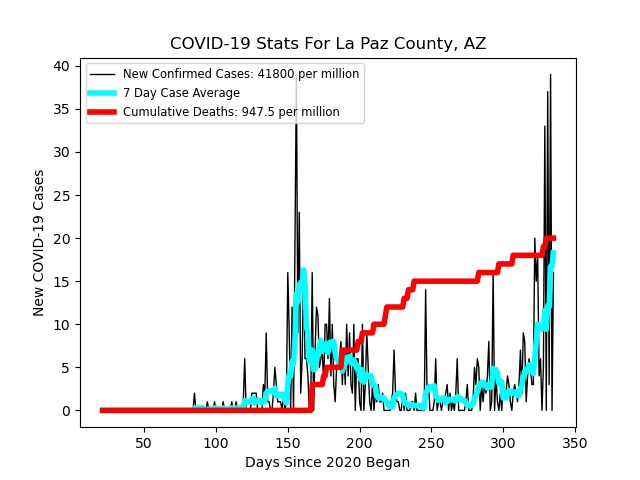 COVID-19 Stats For La Paz County, AZ
New Confirmed Cases: 41800 per million
7 Day Case Average
Cumulative Deaths: 947.5 per million
New COVID-19 Cases
40
35
30
25
20
15
10
5
0
50
100
150
200
250
300
350
Days Since 2020 Began